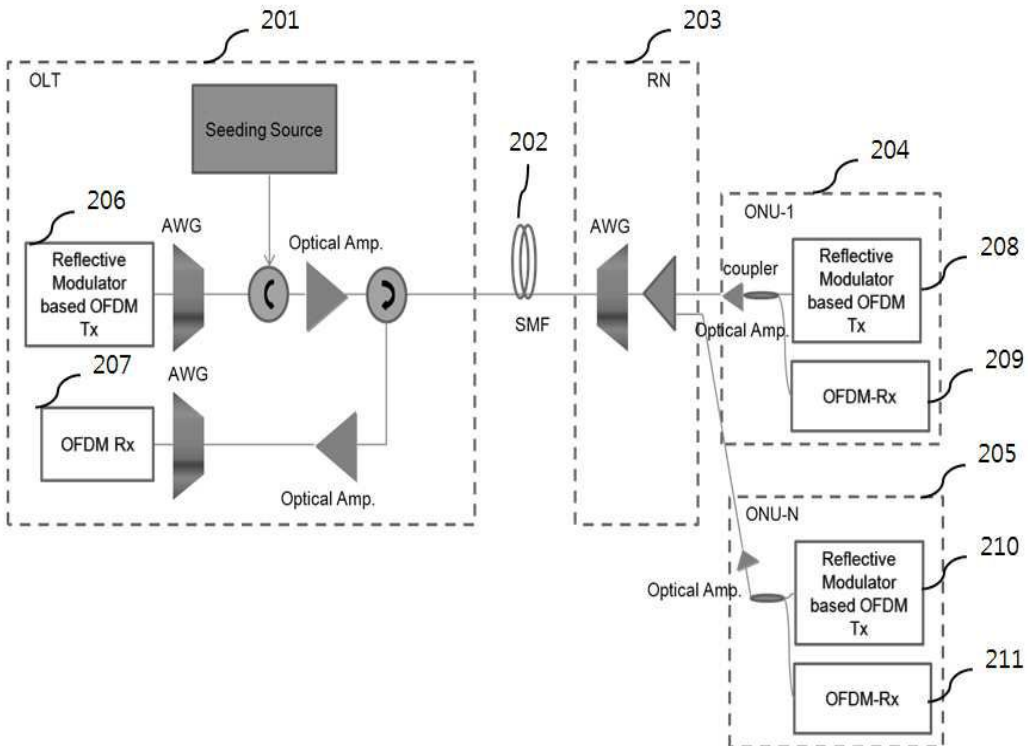 201
203
OLT
RN
Seeding Source
202
204
206
AWG
Optical Amp.
AWG
ONU-1
208
Reflective
Modulator
based OFDM
Tx
coupler
Reflective
Modulator
based OFDM
Tx
SMF
Optical Amp.
207
AWG
209
OFDM Rx
OFDM-Rx
205
Optical Amp.
ONU-N
210
Optical Amp.
Reflective
Modulator
based OFDM
Tx
211
OFDM-Rx